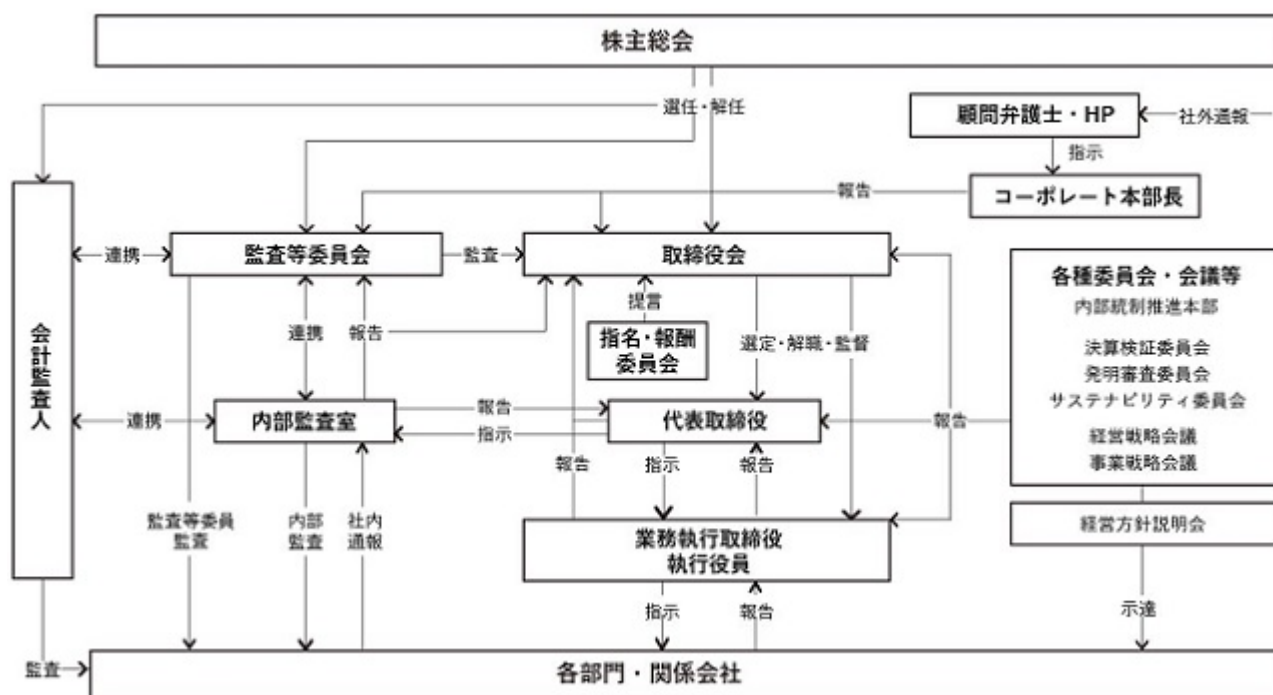 株主総会
選任・解任
顧問弁護士・HP
社外通報
指示
報告
コーポレート本部長
連携
監査等委員会
監査
取締役会
各種委員会・会議等
内部統制推進本部
決算検証委員会
発明審査委員会
サステナビリティ委員会
経営戦略会議
事業戦略会議
提言
指名・報酬
委員会
連携
報告
選定・解職・監督
会計監査人
連携
内部監査室
報告
指示
代表取締役
報告
報告
指示
報告
監査等委員
監査
内部
監査
社内
通報
業務執行取締役
執行役員
経営方針説明会
指示
報告
示達
監査
各部門・関係会社